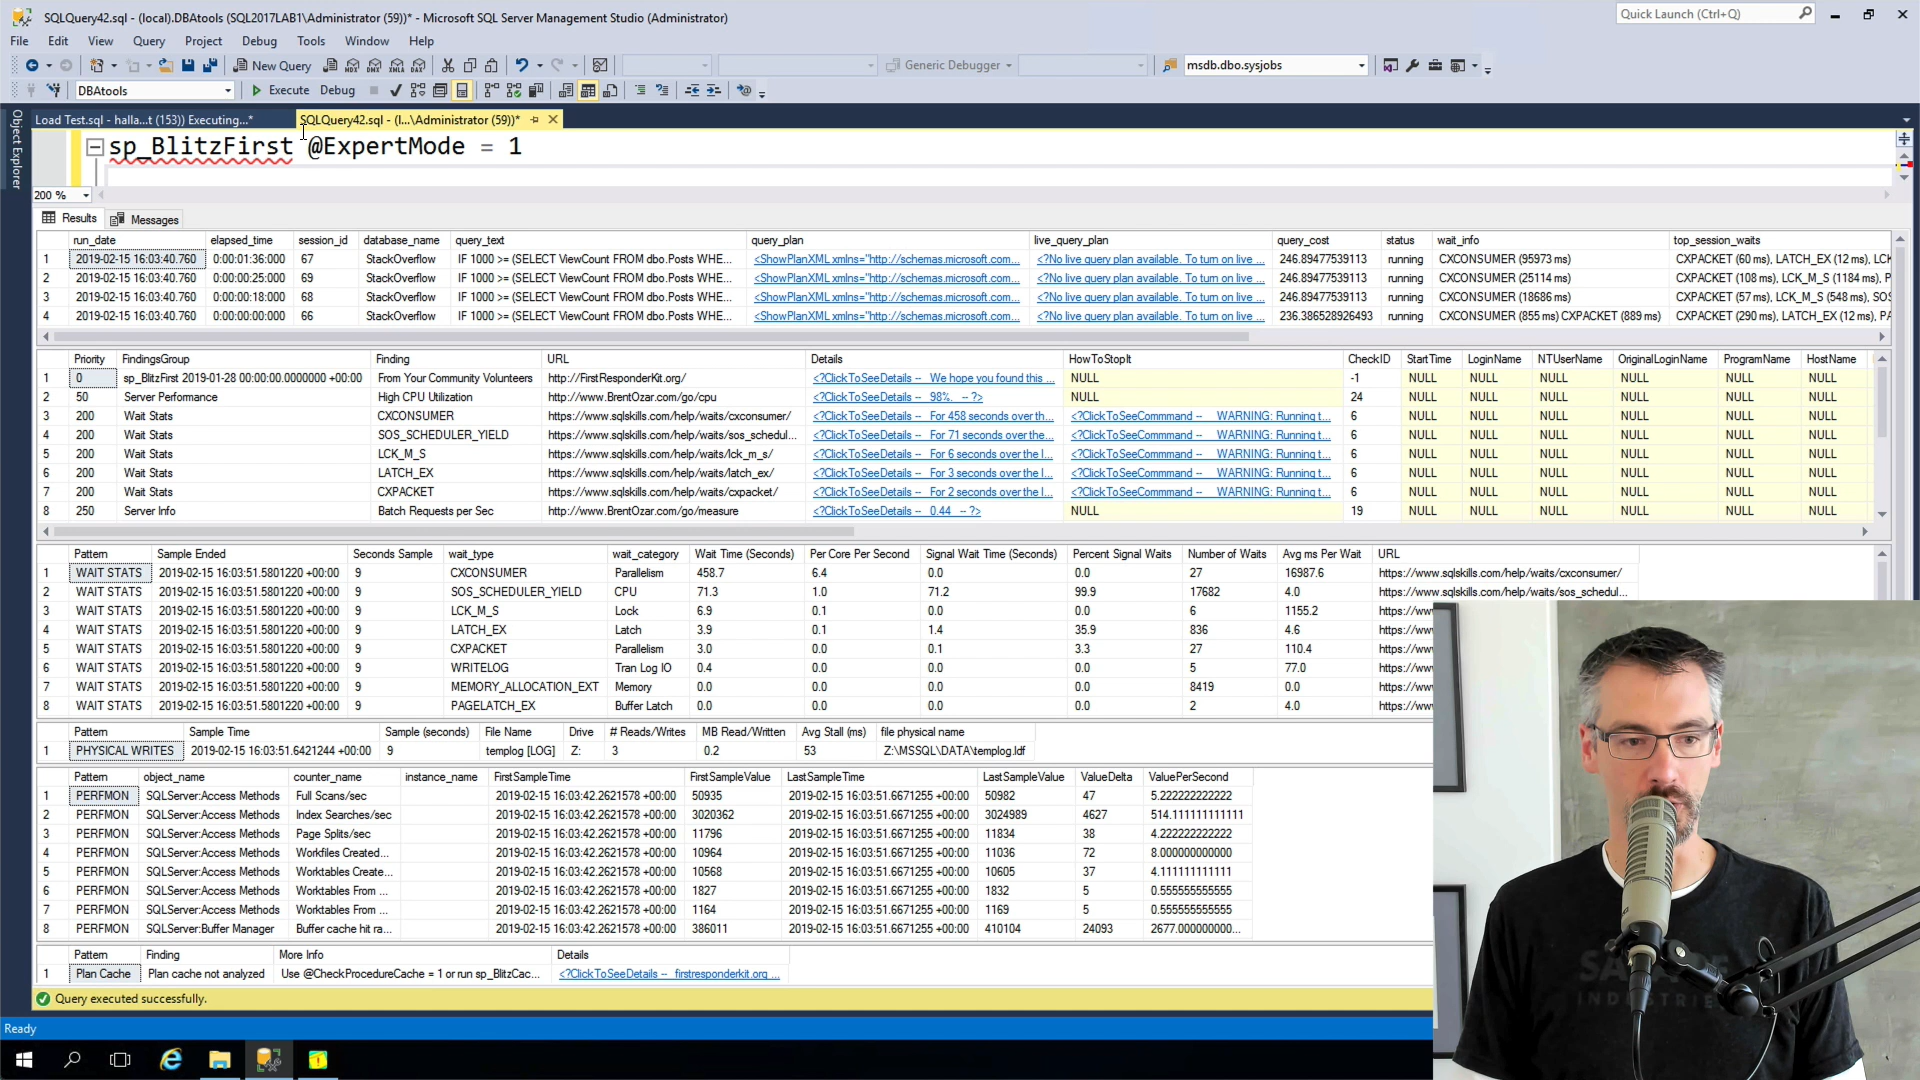 SQLQuery42.sql - (local).DBAtools (SQL2017LAB1\Administrator (59))* - Microsoft SQL Server Management Studio (Administrator)
Quick Launch (Ctrl+Q)
File Edit View Query Project Debug Tools Window Help
New Query Generic Debugger msdb.dbo.sysjobs
DBAtools Execute Debug
Object Explorer
Load Test.sql - halla...t (153)) Executing...* SQLQuery42.sql - (l...\Administrator (59))*
sp_BlitzFirst @ExpertMode = 1
200 %
Results Messages
run_date elapsed_time session_id database_name query_text query_plan live_query_plan query_cost status wait_info top_session_waits
1 2019-02-15 16:03:40.760 0:00:01:36:000 67 StackOverflow IF 1000 >= (SELECT ViewCount FROM dbo.Posts WHE... <ShowPlanXML xmlns="http://schemas.microsoft.com... <?No live query plan available. To turn on live ... 246.89477539113 running CXCONSUMER (95973 ms) CXPACKET (60 ms), LATCH_EX (12 ms), LCK
2 2019-02-15 16:03:40.760 0:00:00:25:000 69 StackOverflow IF 1000 >= (SELECT ViewCount FROM dbo.Posts WHE... <ShowPlanXML xmlns="http://schemas.microsoft.com... <?No live query plan available. To turn on live ... 246.89477539113 running CXCONSUMER (25114 ms) CXPACKET (108 ms), LCK_M_S (1184 ms), P
3 2019-02-15 16:03:40.760 0:00:00:18:000 68 StackOverflow IF 1000 >= (SELECT ViewCount FROM dbo.Posts WHE... <ShowPlanXML xmlns="http://schemas.microsoft.com... <?No live query plan available. To turn on live ... 246.89477539113 running CXCONSUMER (18686 ms) CXPACKET (57 ms), LCK_M_S (548 ms), SOS
4 2019-02-15 16:03:40.760 0:00:00:00:000 66 StackOverflow IF 1000 >= (SELECT ViewCount FROM dbo.Posts WHE... <ShowPlanXML xmlns="http://schemas.microsoft.com... <?No live query plan available. To turn on live ... 236.386528926493 running CXCONSUMER (855 ms) CXPACKET (889 ms) CXPACKET (290 ms), LATCH_EX (12 ms), PA
Priority FindingsGroup Finding URL Details HowToStopIt CheckID StartTime LoginName NTUserName OriginalLoginName ProgramName HostName
1 0 sp_BlitzFirst 2019-01-28 00:00:00.0000000 +00:00 From Your Community Volunteers http://FirstResponderKit.org/ <?ClickToSeeDetails -- We hope you found this ... NULL -1 NULL NULL NULL NULL NULL NULL
2 50 Server Performance High CPU Utilization http://www.BrentOzar.com/go/cpu <?ClickToSeeDetails -- 98%. --?> NULL 24 NULL NULL NULL NULL NULL NULL
3 200 Wait Stats CXCONSUMER https://www.sqlskills.com/help/waits/cxconsumer/ <?ClickToSeeDetails -- For 458 seconds over th... <?ClickToSeeCommmand -- WARNING: Running t... 6 NULL NULL NULL NULL NULL NULL
4 200 Wait Stats SOS_SCHEDULER_YIELD https://www.sqlskills.com/help/waits/sos_schedul... <?ClickToSeeDetails -- For 71 seconds over the... <?ClickToSeeCommmand -- WARNING: Running t... 6 NULL NULL NULL NULL NULL NULL
5 200 Wait Stats LCK_M_S https://www.sqlskills.com/help/waits/lck_m_s/ <?ClickToSeeDetails -- For 6 seconds over the l... <?ClickToSeeCommmand -- WARNING: Running t... 6 NULL NULL NULL NULL NULL NULL
6 200 Wait Stats LATCH_EX https://www.sqlskills.com/help/waits/latch_ex/ <?ClickToSeeDetails -- For 3 seconds over the l... <?ClickToSeeCommmand -- WARNING: Running t... 6 NULL NULL NULL NULL NULL NULL
7 200 Wait Stats CXPACKET https://www.sqlskills.com/help/waits/cxpacket/ <?ClickToSeeDetails -- For 2 seconds over the l... <?ClickToSeeCommmand -- WARNING: Running t... 6 NULL NULL NULL NULL NULL NULL
8 250 Server Info Batch Requests per Sec http://www.BrentOzar.com/go/measure <?ClickToSeeDetails -- 0.44 --?> NULL 19 NULL NULL NULL NULL NULL NULL
Pattern Sample Ended Seconds Sample wait_type wait_category Wait Time (Seconds) Per Core Per Second Signal Wait Time (Seconds) Percent Signal Waits Number of Waits Avg ms Per Wait URL
1 WAIT STATS 2019-02-15 16:03:51.5801220 +00:00 9 CXCONSUMER Parallelism 458.7 6.4 0.0 0.0 27 16987.6 https://www.sqlskills.com/help/waits/cxconsumer/
2 WAIT STATS 2019-02-15 16:03:51.5801220 +00:00 9 SOS_SCHEDULER_YIELD CPU 71.3 1.0 71.2 99.9 17682 4.0 https://www.sqlskills.com/help/waits/sos_schedul...
3 WAIT STATS 2019-02-15 16:03:51.5801220 +00:00 9 LCK_M_S Lock 6.9 0.1 0.0 0.0 6 1155.2 https://ww
4 WAIT STATS 2019-02-15 16:03:51.5801220 +00:00 9 LATCH_EX Latch 3.9 0.1 1.4 35.9 836 4.6 https://ww
5 WAIT STATS 2019-02-15 16:03:51.5801220 +00:00 9 CXPACKET Parallelism 3.0 0.0 0.1 3.3 27 110.4 https://ww
6 WAIT STATS 2019-02-15 16:03:51.5801220 +00:00 9 WRITELOG Tran Log IO 0.4 0.0 0.0 0.0 5 77.0 https://ww
7 WAIT STATS 2019-02-15 16:03:51.5801220 +00:00 9 MEMORY_ALLOCATION_EXT Memory 0.0 0.0 0.0 0.0 8419 0.0 https://ww
8 WAIT STATS 2019-02-15 16:03:51.5801220 +00:00 9 PAGELATCH_EX Buffer Latch 0.0 0.0 0.0 0.0 2 4.0 https://ww
Pattern Sample Time Sample (seconds) File Name Drive # Reads/Writes MB Read/Written Avg Stall (ms) file physical name
1 PHYSICAL WRITES 2019-02-15 16:03:51.6421244 +00:00 9 templog [LOG] Z: 3 0.2 53 Z:\MSSQL\DATA\templog.ldf
Pattern object_name counter_name instance_name FirstSampleTime FirstSampleValue LastSampleTime LastSampleValue ValueDelta ValuePerSecond
1 PERFMON SQLServer:Access Methods Full Scans/sec 2019-02-15 16:03:42.2621578 +00:00 50935 2019-02-15 16:03:51.6671255 +00:00 50982 47 5.222222222222
2 PERFMON SQLServer:Access Methods Index Searches/sec 2019-02-15 16:03:42.2621578 +00:00 3020362 2019-02-15 16:03:51.6671255 +00:00 3024989 4627 514.111111111111
3 PERFMON SQLServer:Access Methods Page Splits/sec 2019-02-15 16:03:42.2621578 +00:00 11796 2019-02-15 16:03:51.6671255 +00:00 11834 38 4.222222222222
4 PERFMON SQLServer:Access Methods Workfiles Created... 2019-02-15 16:03:42.2621578 +00:00 10964 2019-02-15 16:03:51.6671255 +00:00 11036 72 8.000000000000
5 PERFMON SQLServer:Access Methods Worktables Create... 2019-02-15 16:03:42.2621578 +00:00 10568 2019-02-15 16:03:51.6671255 +00:00 10605 37 4.111111111111
6 PERFMON SQLServer:Access Methods Worktables From ... 2019-02-15 16:03:42.2621578 +00:00 1827 2019-02-15 16:03:51.6671255 +00:00 1832 5 0.555555555555
7 PERFMON SQLServer:Access Methods Worktables From ... 2019-02-15 16:03:42.2621578 +00:00 1164 2019-02-15 16:03:51.6671255 +00:00 1169 5 0.555555555555
8 PERFMON SQLServer:Buffer Manager Buffer cache hit ra... 2019-02-15 16:03:42.2621578 +00:00 386011 2019-02-15 16:03:51.6671255 +00:00 410104 24093 2677.000000000...
Pattern Finding More Info Details
1 Plan Cache Plan cache not analyzed Use @CheckProcedureCache = 1 or run sp_BlitzCac... <?ClickToSeeDetails -- firstresponderkit.org ...
Query executed successfully.
Ready